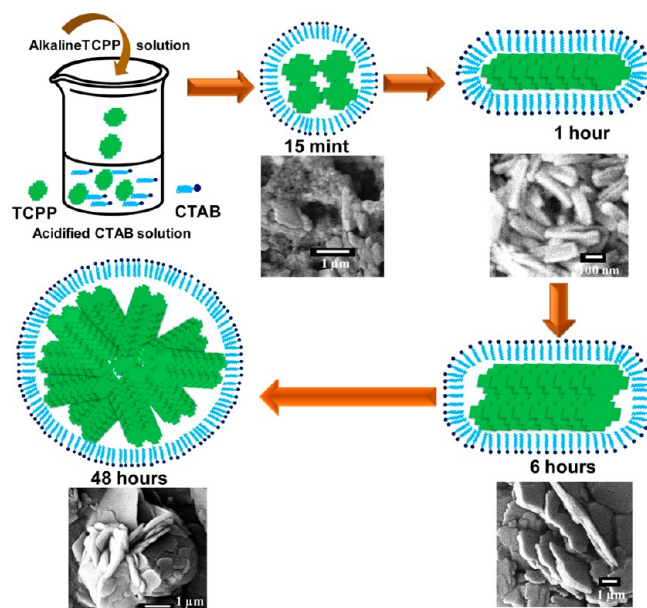 AlkalineTCPP solution
TCPP
CTAB
Acidified CTAB solution
15 mint
1 µm
1 hour
100 nm
6 hours
1 µm
48 hours
1 µm